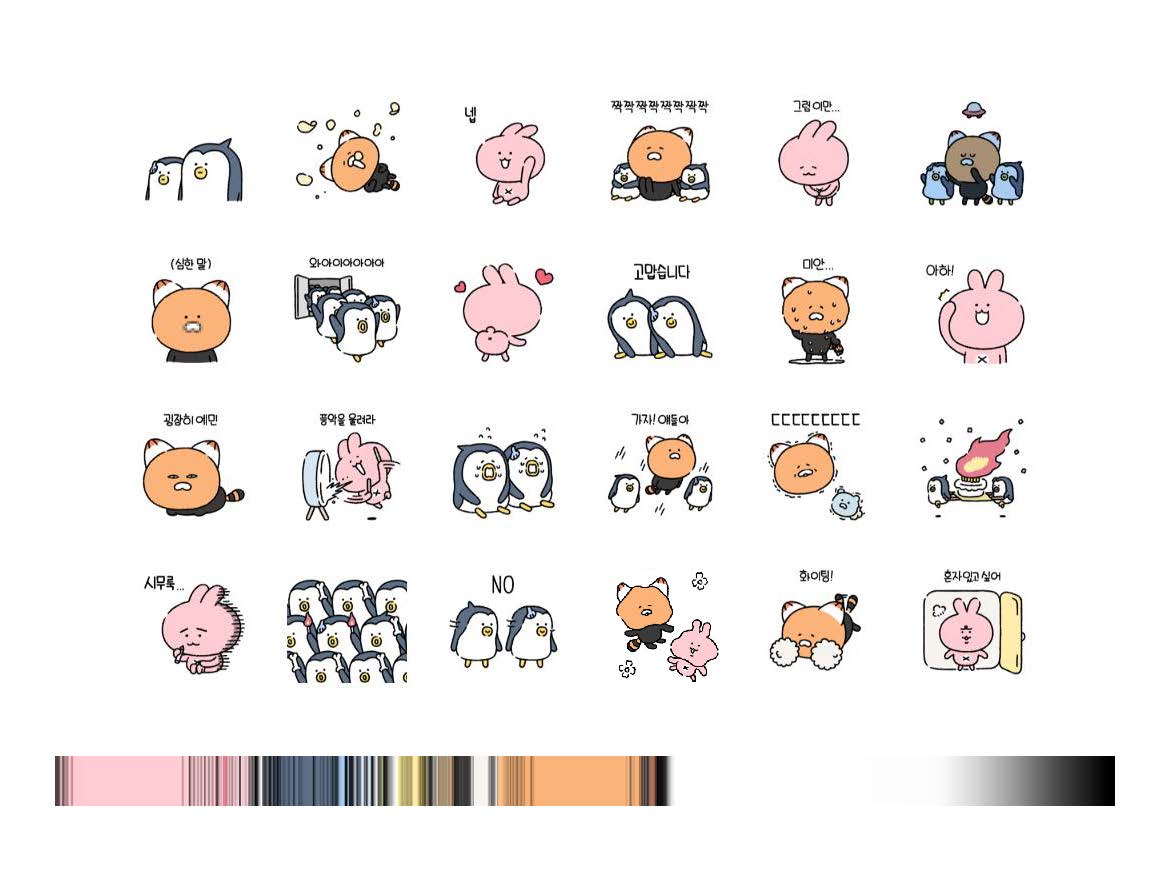 넵
짝짝짝짝짝짝짝짝
그럼 이만...
(심한 말)
와아아아아아아
고맙습니다
미안...
아하!
굉장히 예민
풍악을 울려라
가자! 얘들아
ㄷㄷㄷㄷㄷㄷㄷㄷㄷ
시무룩...
NO
화이팅!
혼자 있고 싶어